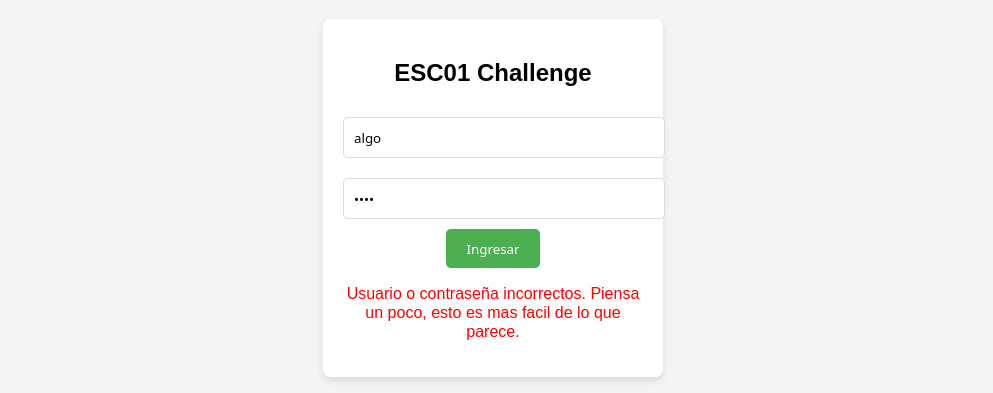 ESC01 Challenge
algo
••••
Ingresar
Usuario o contraseña incorrectos. Piensa
un poco, esto es mas facil de lo que
parece.